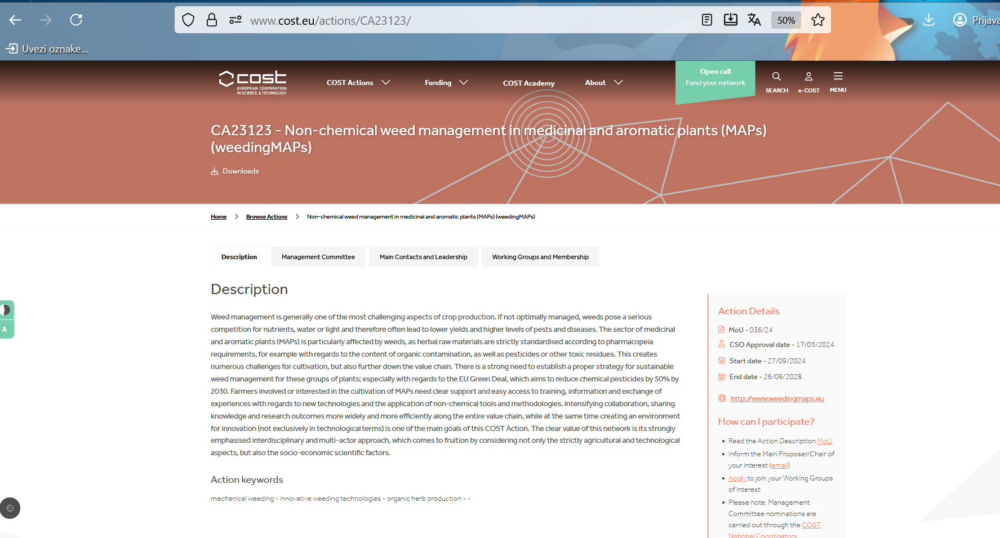 www.cost.eu/actions/CA23123/
50%
Uvezi oznake...
cost
EUROPEAN COOPERATION
IN SCIENCE & TECHNOLOGY
COST Actions
Funding
COST Academy
About
Open call
Fund your network
SEARCH
e-COST
MENU
CA23123 - Non-chemical weed management in medicinal and aromatic plants (MAPs)
(weedingMAPs)
Downloads
Home > Browse Actions > Non-chemical weed management in medicinal and aromatic plants (MAPs) (weedingMAPs)
Description
Management Committee
Main Contacts and Leadership
Working Groups and Membership
Description
Weed management is generally one of the most challenging aspects of crop production. If not optimally managed, weeds pose a serious
competition for nutrients, water or light and therefore often lead to lower yields and higher levels of pests and diseases. The sector of medicinal
and aromatic plants (MAPs) is particularly affected by weeds, as herbal raw materials are strictly standardised according to pharmacopeia
requirements, for example with regards to the content of organic contamination, as well as pesticides or other toxic residues. This creates
numerous challenges for cultivation, but also further down the value chain. There is a strong need to establish a proper strategy for sustainable
weed management for these groups of plants; especially with regards to the EU Green Deal, which aims to reduce chemical pesticides by 50% by
2030. Farmers involved or interested in the cultivation of MAPs need clear support and easy access to training, information and exchange of
experiences with regards to new technologies and the application of non-chemical tools and methodologies. Intensifying collaboration, sharing
knowledge and research outcomes more widely and more efficiently along the entire value chain, while at the same time creating an environment
for innovation (not exclusively in technological terms) is one of the main goals of this COST Action. The clear value of this network is its strongly
emphasised interdisciplinary and multi-actor approach, which comes to fruition by considering not only the strictly agricultural and technological
aspects, but also the socio-economic scientific factors.
Action keywords
mechanical weeding - innovative weeding technologies - organic herb production - -
A
Action Details
MoU - 036/24
CSO Approval date - 17/05/2024
Start date - 27/09/2024
End date - 26/09/2028
http://www.weedingmaps.eu
How can I participate?
• Read the Action Description MoU
• Inform the Main Proposer/Chair of
your interest (email)
• Apply to join your Working Groups
of interest
• Please note, Management
Committee nominations are
carried out through the COST
National Coordinators